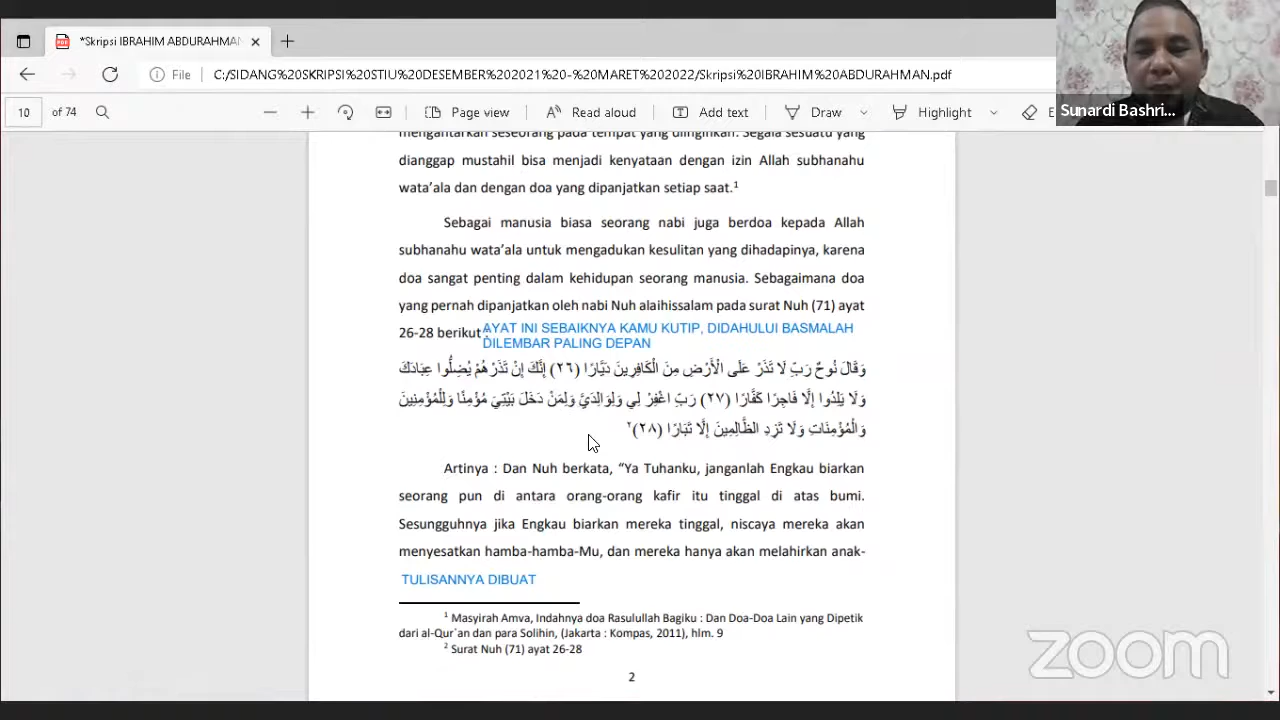 *Skripsi IBRAHIM ABDURAHMAN
File C:/SIDANG%20SKRIPSI%20STIU%20DESEMBER%202021%20-%20MARET%202022/Skripsi%20IBRAHIM%20ABDURAHMAN.pdf
Sunardi Bashri...
10 of 74 Page view Read aloud Add text Draw Highlight
mengantarkan seseorang pada tempat yang diinginkan. Segala sesuatu yang
dianggap mustahil bisa menjadi kenyataan dengan izin Allah subhanahu
wata’ala dan dengan doa yang dipanjatkan setiap saat.¹
Sebagai manusia biasa seorang nabi juga berdoa kepada Allah
subhanahu wata’ala untuk mengadukan kesulitan yang dihadapinya, karena
doa sangat penting dalam kehidupan seorang manusia. Sebagaimana doa
yang pernah dipanjatkan oleh nabi Nuh alaihissalam pada surat Nuh (71) ayat
26-28 berikut :
AYAT INI SEBAIKNYA KAMU KUTIP, DIDAHULUI BASMALAH
DILEMBAR PALING DEPAN
وَقَالَ نُوحٌ رَبِّ لَا تَذَرْ عَلَى الْأَرْضِ مِنَ الْكَافِرِينَ دَيَّارًا (٢٦) إِنَّكَ إِنْ تَذَرْهُمْ يُضِلُّوا عِبَادَكَ
وَلَا يَلِدُوا إِلَّا فَاجِرًا كَفَّارًا (٢٧) رَبِّ اغْفِرْ لِي وَلِوَالِدَيَّ وَلِمَنْ دَخَلَ بَيْتِيَ مُؤْمِنًا وَلِلْمُؤْمِنِينَ
وَالْمُؤْمِنَاتِ وَلَا تَزِدِ الظَّالِمِينَ إِلَّا تَبَارًا (٢٨)²
Artinya : Dan Nuh berkata, “Ya Tuhanku, janganlah Engkau biarkan
seorang pun di antara orang-orang kafir itu tinggal di atas bumi.
Sesungguhnya jika Engkau biarkan mereka tinggal, niscaya mereka akan
menyesatkan hamba-hamba-Mu, dan mereka hanya akan melahirkan anak-
TULISANNYA DIBUAT
¹ Masyirah Amva, Indahnya doa Rasulullah Bagiku : Dan Doa-Doa Lain yang Dipetik
dari al-Qur`an dan para Solihin, (Jakarta : Kompas, 2011), hlm. 9
² Surat Nuh (71) ayat 26-28
2
zoom